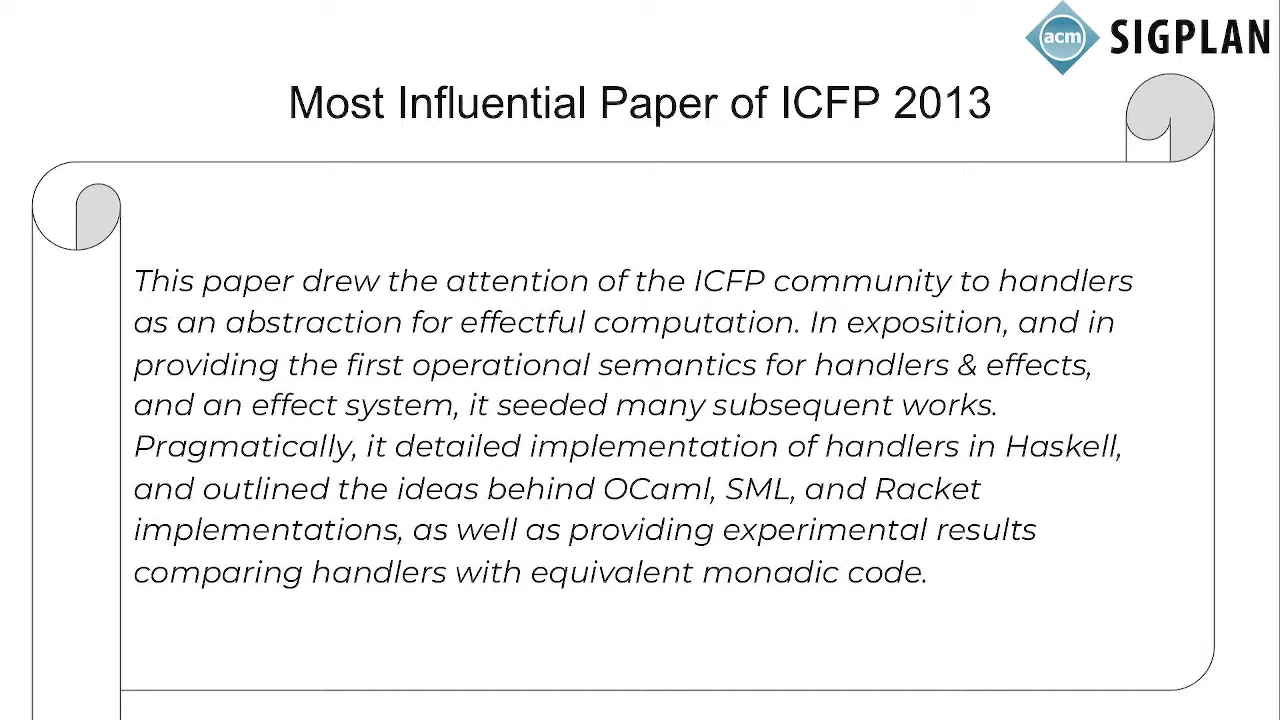 acm SIGPLAN
Most Influential Paper of ICFP 2013
This paper drew the attention of the ICFP community to handlers
as an abstraction for effectful computation. In exposition, and in
providing the first operational semantics for handlers & effects,
and an effect system, it seeded many subsequent works.
Pragmatically, it detailed implementation of handlers in Haskell,
and outlined the ideas behind OCaml, SML, and Racket
implementations, as well as providing experimental results
comparing handlers with equivalent monadic code.